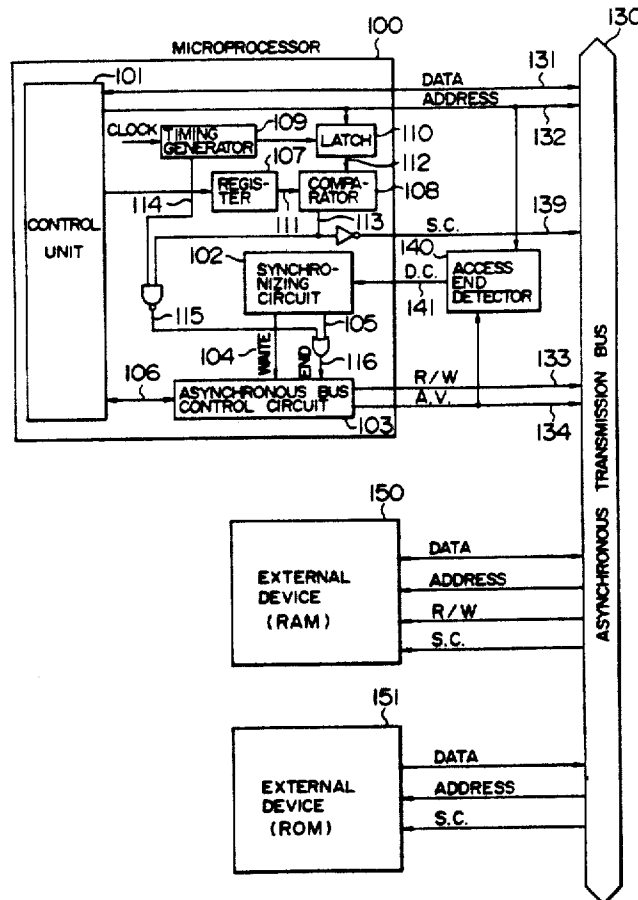 130
MICROPROCESSOR
100
101
131
DATA
ADDRESS
132
CLOCK
TIMING
GENERATOR
109
LATCH
110
107
112
REGIS-
TER
COMPA-
RATOR
108
114
111
113
CONTROL
UNIT
S.C.
139
102
SYNCHRO-
NIZING
CIRCUIT
140
D.C.
141
ACCESS
END
DETECTOR
115
105
104
WAITE
END
116
106
ASYNCHRONOUS BUS
CONTROL CIRCUIT
103
R/W
133
A.V.
134
ASYNCHRONOUS TRANSMISSION BUS
150
EXTERNAL
DEVICE
(RAM)
DATA
ADDRESS
R/W
S.C.
151
EXTERNAL
DEVICE
(ROM)
DATA
ADDRESS
S.C.